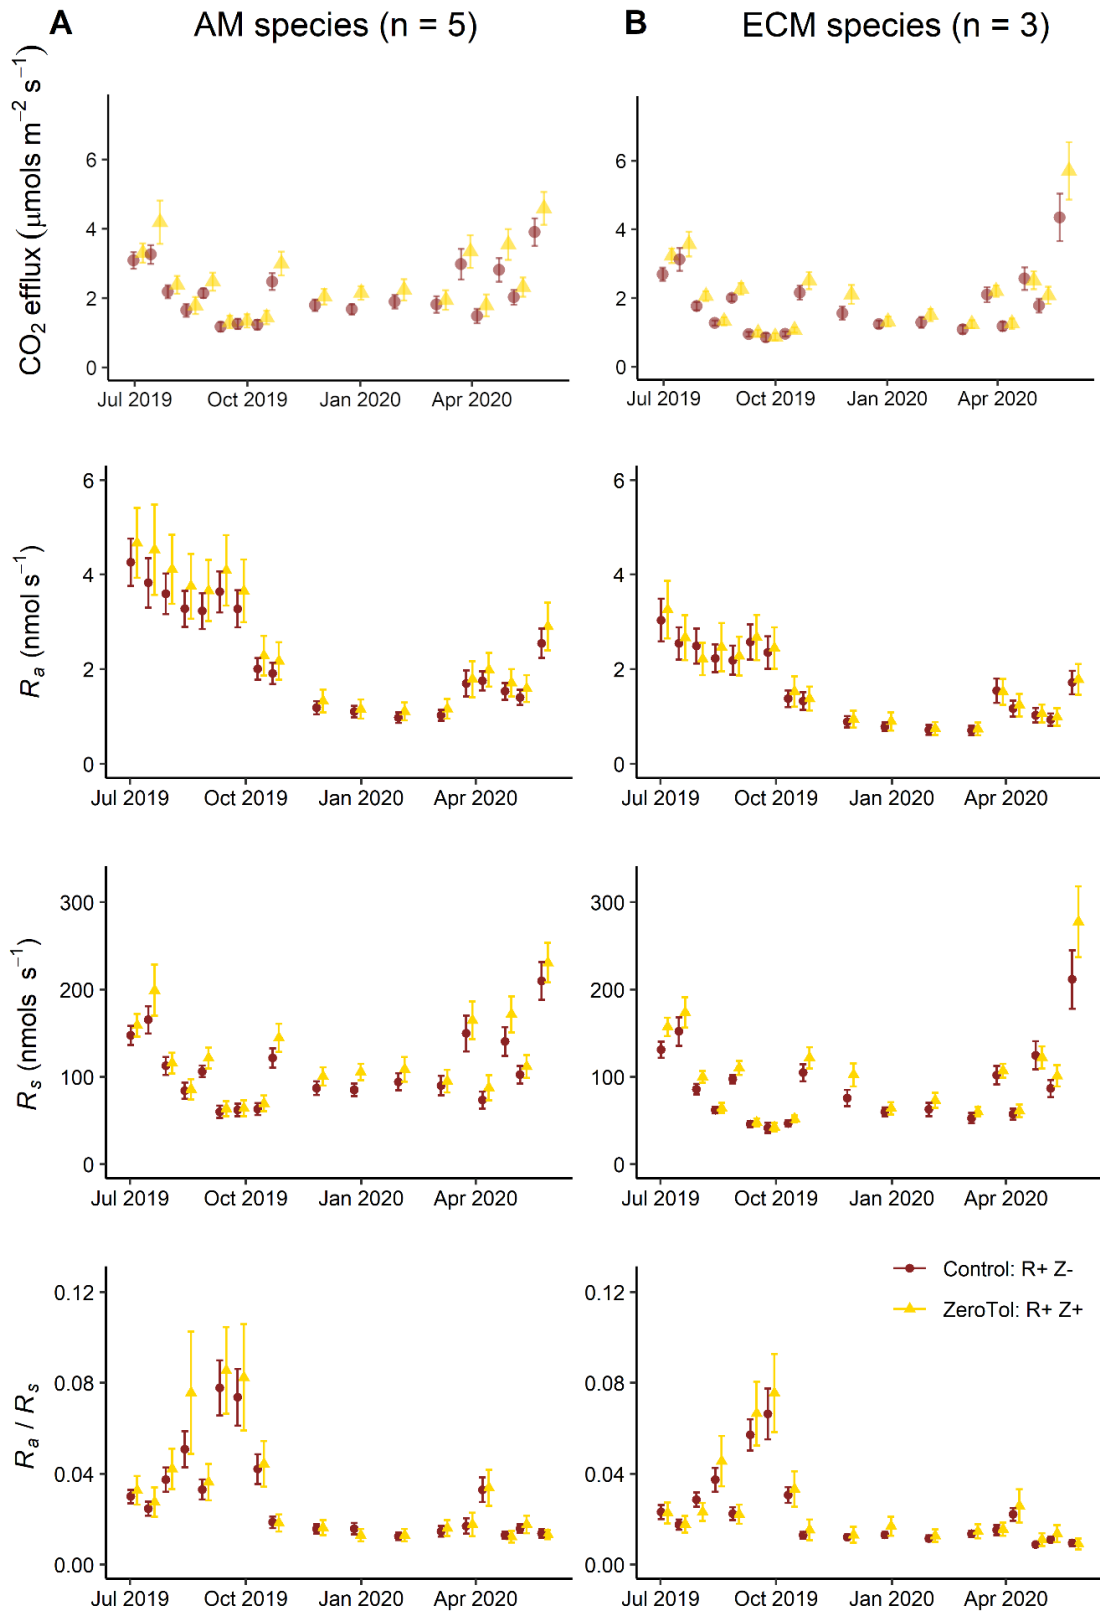 A AM species (n = 5) B ECM species (n = 3)
CO₂ efflux (μmols m⁻² s⁻¹)
6
4
2
0
Jul 2019 Oct 2019 Jan 2020 Apr 2020
6
4
2
0
Jul 2019 Oct 2019 Jan 2020 Apr 2020
Rₐ (nmol s⁻¹)
6
4
2
0
Jul 2019 Oct 2019 Jan 2020 Apr 2020
6
4
2
0
Jul 2019 Oct 2019 Jan 2020 Apr 2020
Rₛ (nmols s⁻¹)
300
200
100
0
Jul 2019 Oct 2019 Jan 2020 Apr 2020
300
200
100
0
Jul 2019 Oct 2019 Jan 2020 Apr 2020
Rₐ / Rₛ
0.12
0.08
0.04
0.00
Jul 2019 Oct 2019 Jan 2020 Apr 2020
0.12
0.08
0.04
0.00
Jul 2019 Oct 2019 Jan 2020 Apr 2020
Control: R+ Z-
ZeroTol: R+ Z+